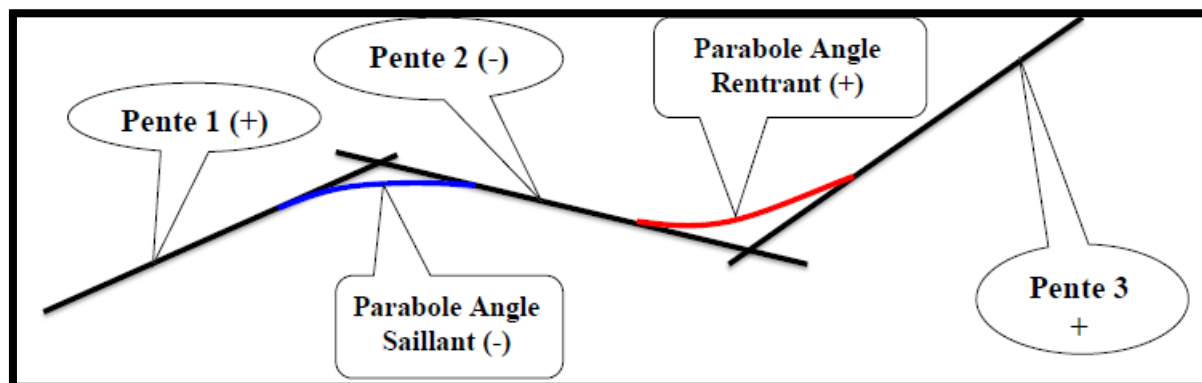 Pente 1 (+)
Pente 2 (-)
Parabole Angle
Rentrant (+)
Parabole Angle
Saillant (-)
Pente 3
+